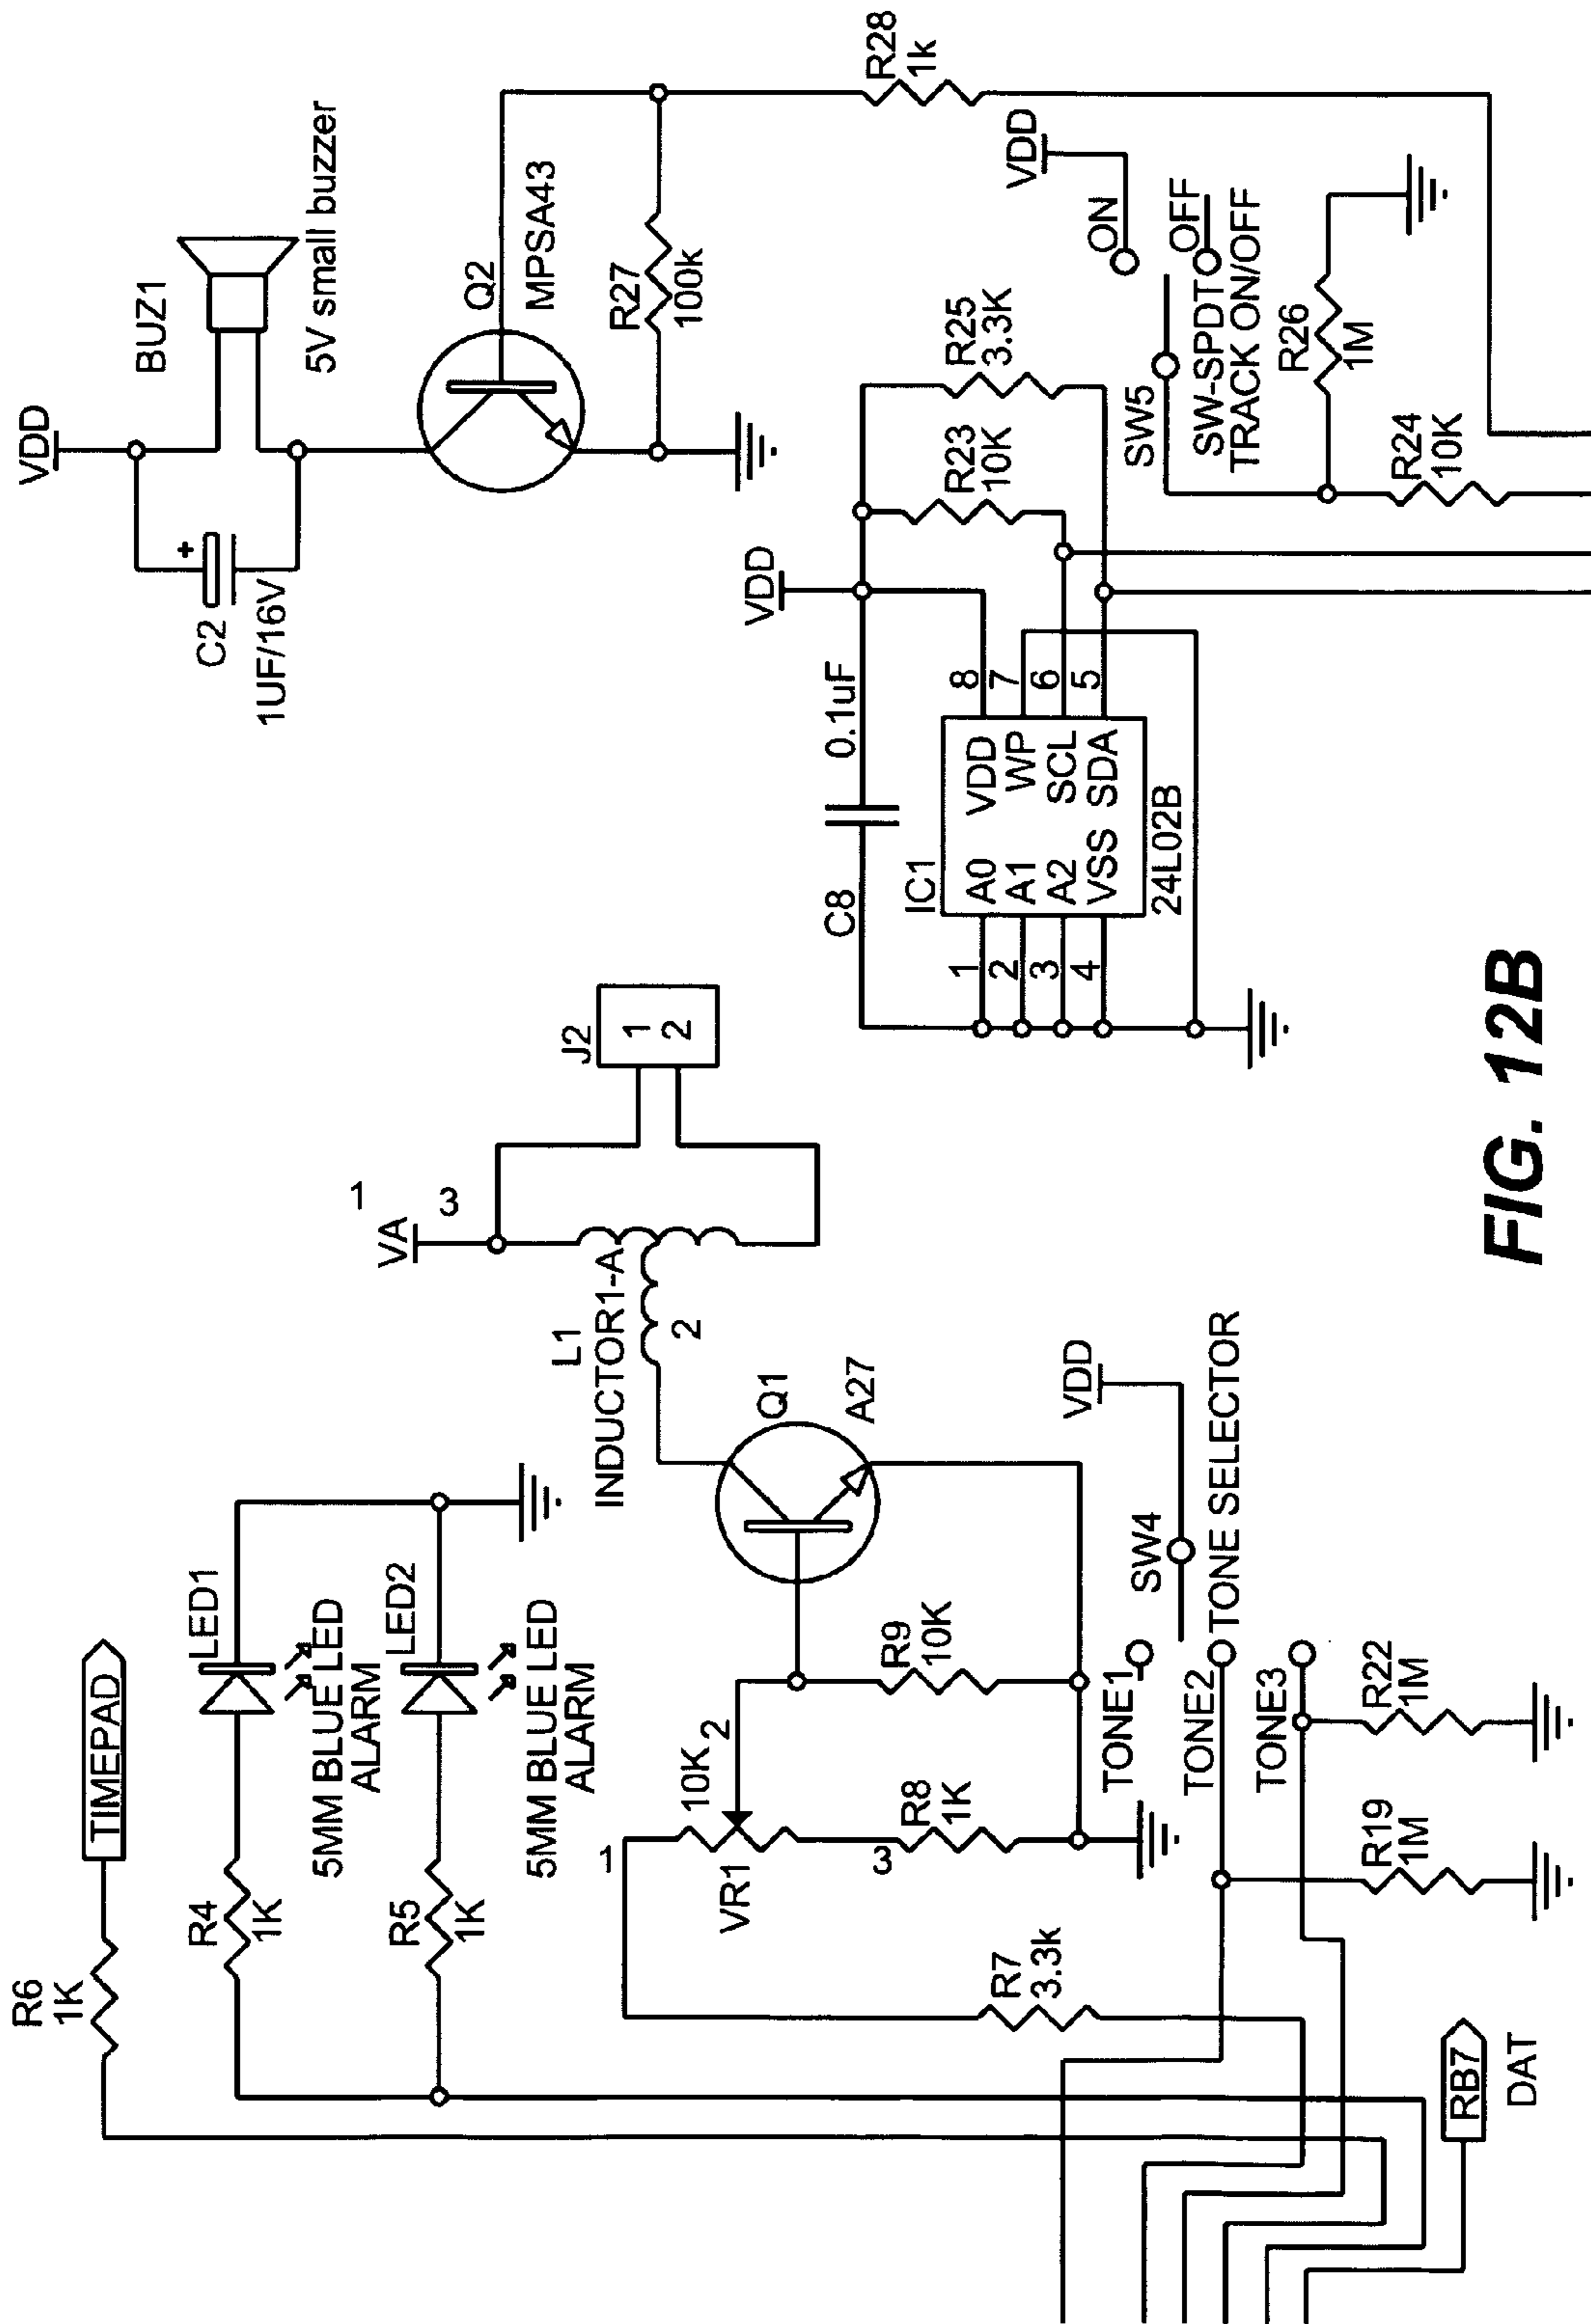 R6
1K
TIMEPAD
R4
1K
LED1
5MM BLUE LED
ALARM
R5
1K
LED2
5MM BLUE LED
ALARM
1
10K
2
VR1
3
R8
1K
R9
10K
Q1
A27
R7
3.3k
VA
1
3
L1
INDUCTOR1-A
2
J2
1
2
VDD
SW4
TONE SELECTOR
TONE1
TONE2
TONE3
R19
1M
R22
1M
RB7
DAT
VDD
BUZ1
5V small buzzer
C2
+
1UF/16V
Q2
MPSA43
R27
100k
R28
1k
VDD
C8
0.1uF
IC1
1 A0 VDD 8
2 A1 WP 7
3 A2 SCL 6
4 VSS SDA 5
24L02B
R23
10K
R25
3.3K
VDD
ON
OFF
SW5
SW-SPDT
TRACK ON/OFF
R26
1M
R24
10K
FIG. 12B